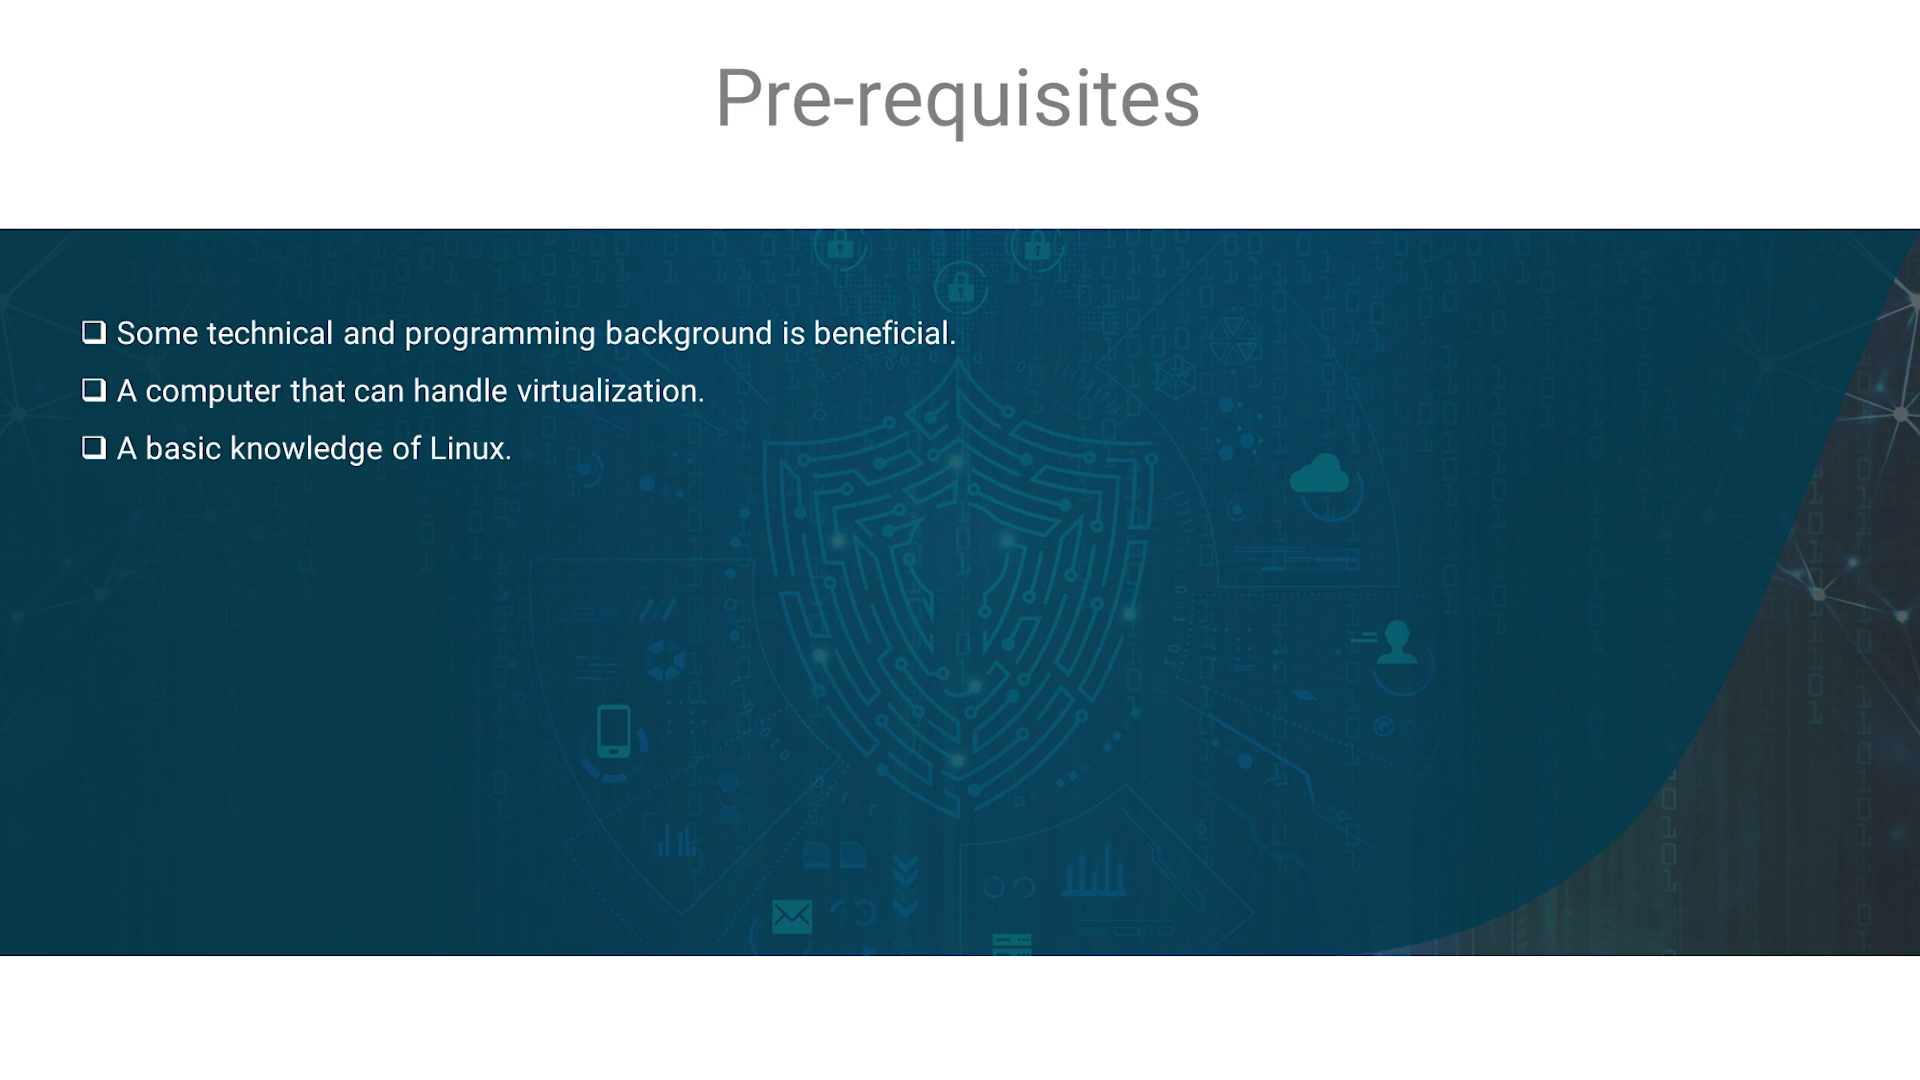 Pre-requisites
❑ Some technical and programming background is beneficial.
❑ A computer that can handle virtualization.
❑ A basic knowledge of Linux.